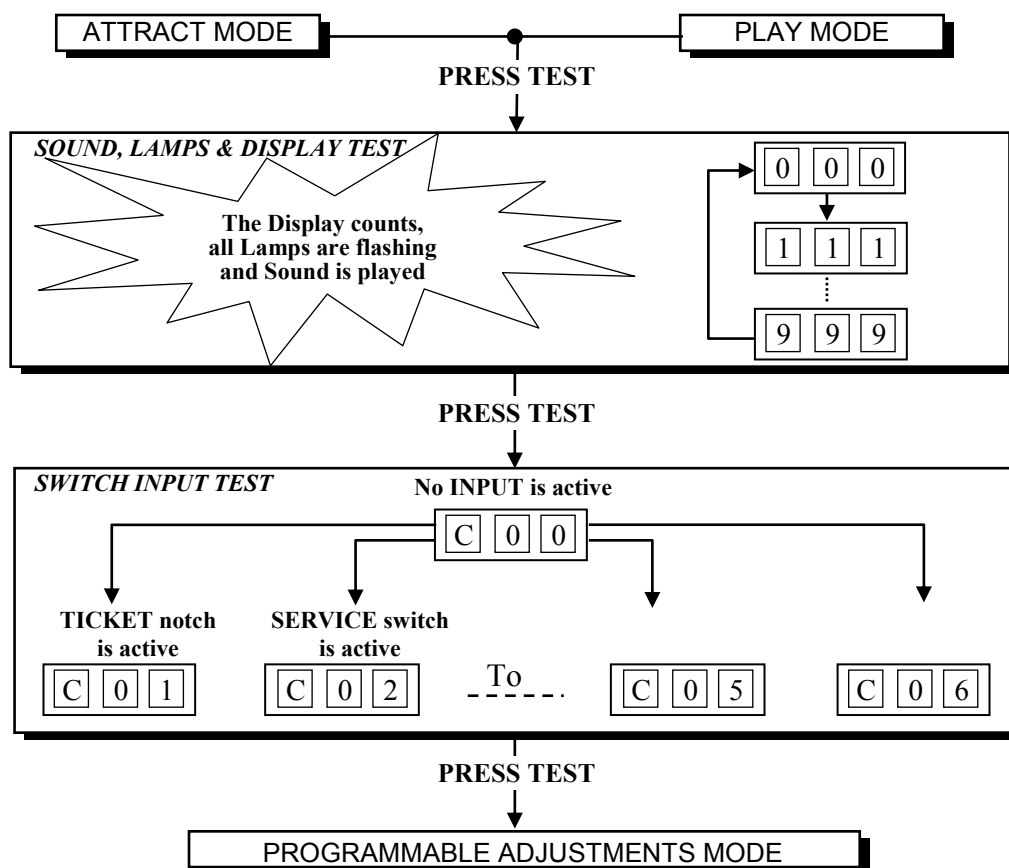 ATTRACT MODE
PLAY MODE
PRESS TEST
SOUND, LAMPS & DISPLAY TEST
The Display counts,
all Lamps are flashing
and Sound is played
0 0 0
1 1 1
9 9 9
PRESS TEST
SWITCH INPUT TEST
No INPUT is active
C 0 0
TICKET notch
is active
SERVICE switch
is active
C 0 1
C 0 2
To
C 0 5
C 0 6
PRESS TEST
PROGRAMMABLE ADJUSTMENTS MODE